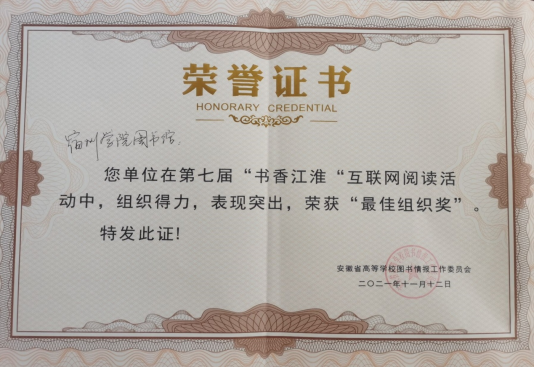 荣誉证书
HONORARY CREDENTIAL
宿州学院图书馆
您单位在第七届“书香江淮“互联网阅读活
动中，组织得力，表现突出，荣获“最佳组织奖”。
特发此证！
安徽省高等学校图书情报工作委员会
二〇二一年十一月十二日